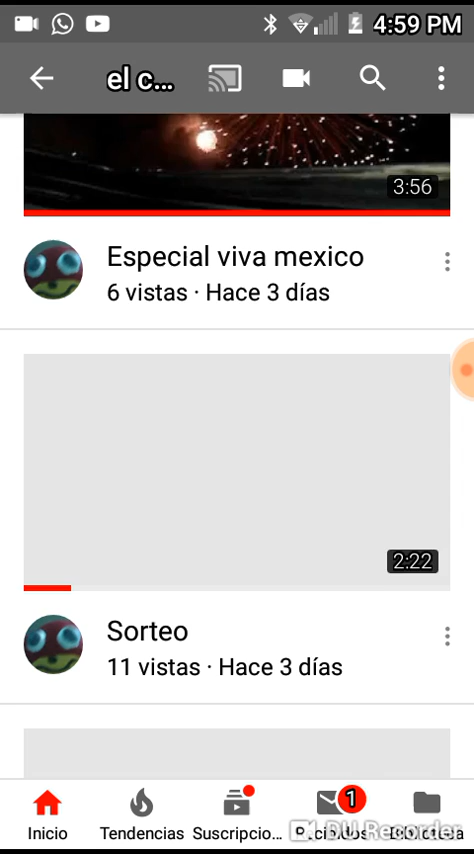 4:59 PM
el c...
3:56
Especial viva mexico
6 vistas · Hace 3 días
2:22
Sorteo
11 vistas · Hace 3 días
1
Inicio
Tendencias
Suscripcio...
DU Recorder